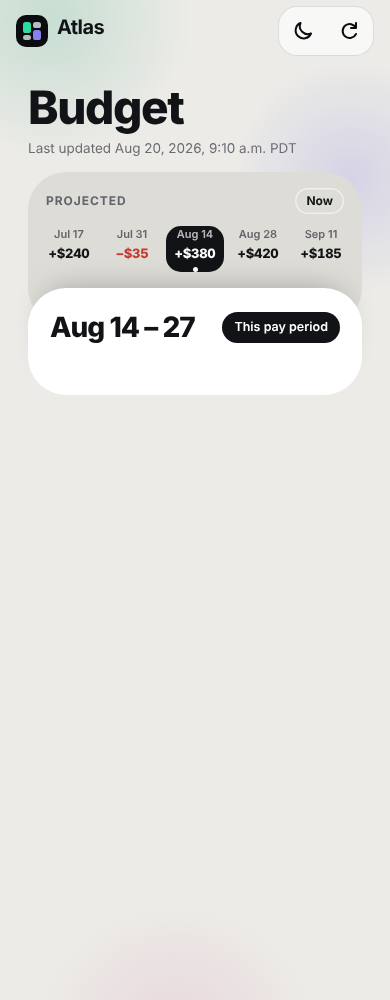 Atlas
Budget
Last updated Aug 20, 2026, 9:10 a.m. PDT
PROJECTED Now
Jul 17 Jul 31 Aug 14 Aug 28 Sep 11
+$240 −$35 +$380 +$420 +$185
Aug 14 – 27 This pay period